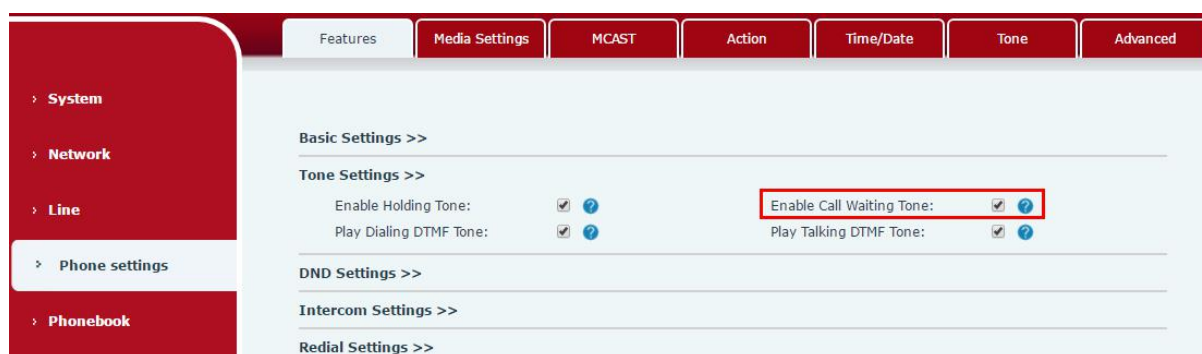 Features Media Settings MCAST Action Time/Date Tone Advanced
› System
› Network
› Line
› Phone settings
› Phonebook
Basic Settings >>
Tone Settings >>
Enable Holding Tone: Enable Call Waiting Tone:
Play Dialing DTMF Tone: Play Talking DTMF Tone:
DND Settings >>
Intercom Settings >>
Redial Settings >>